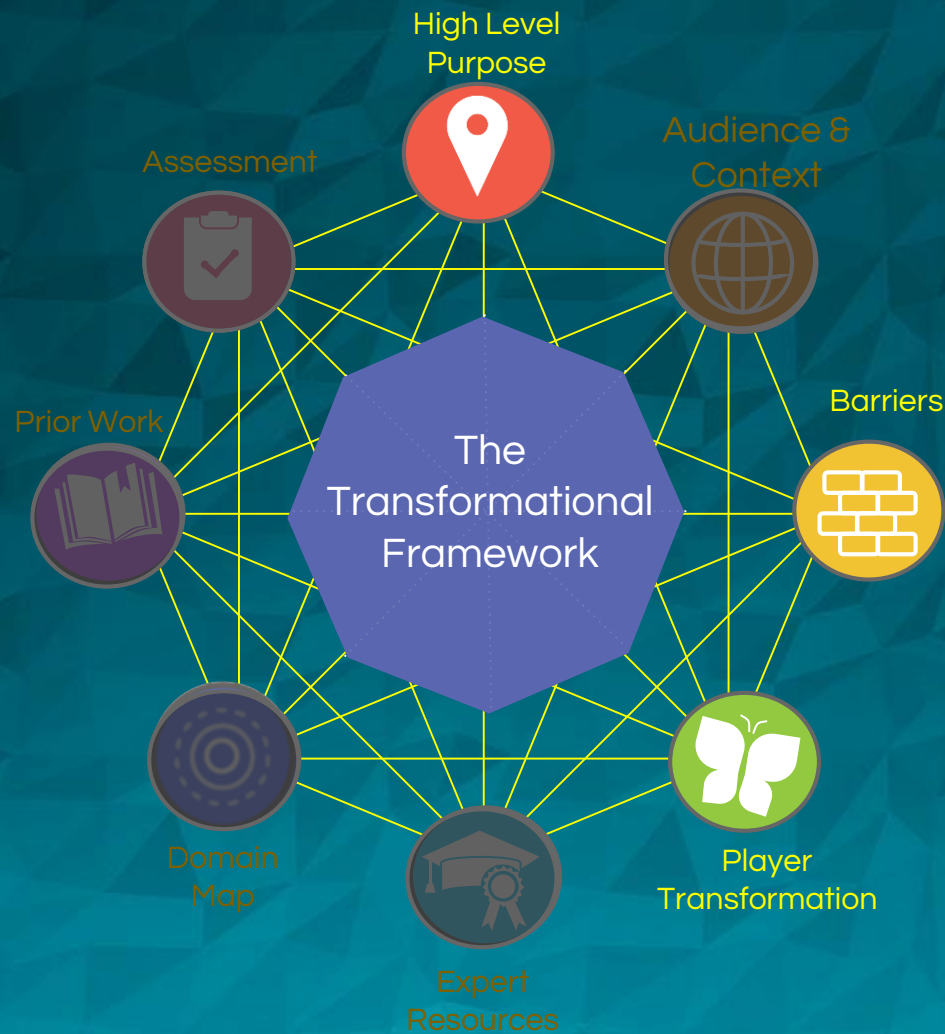 High Level
Purpose
Audience &
Context
Assessment
Barriers
Prior Work
The
Transformational
Framework
Domain
Map
Player
Transformation
Expert
Resources